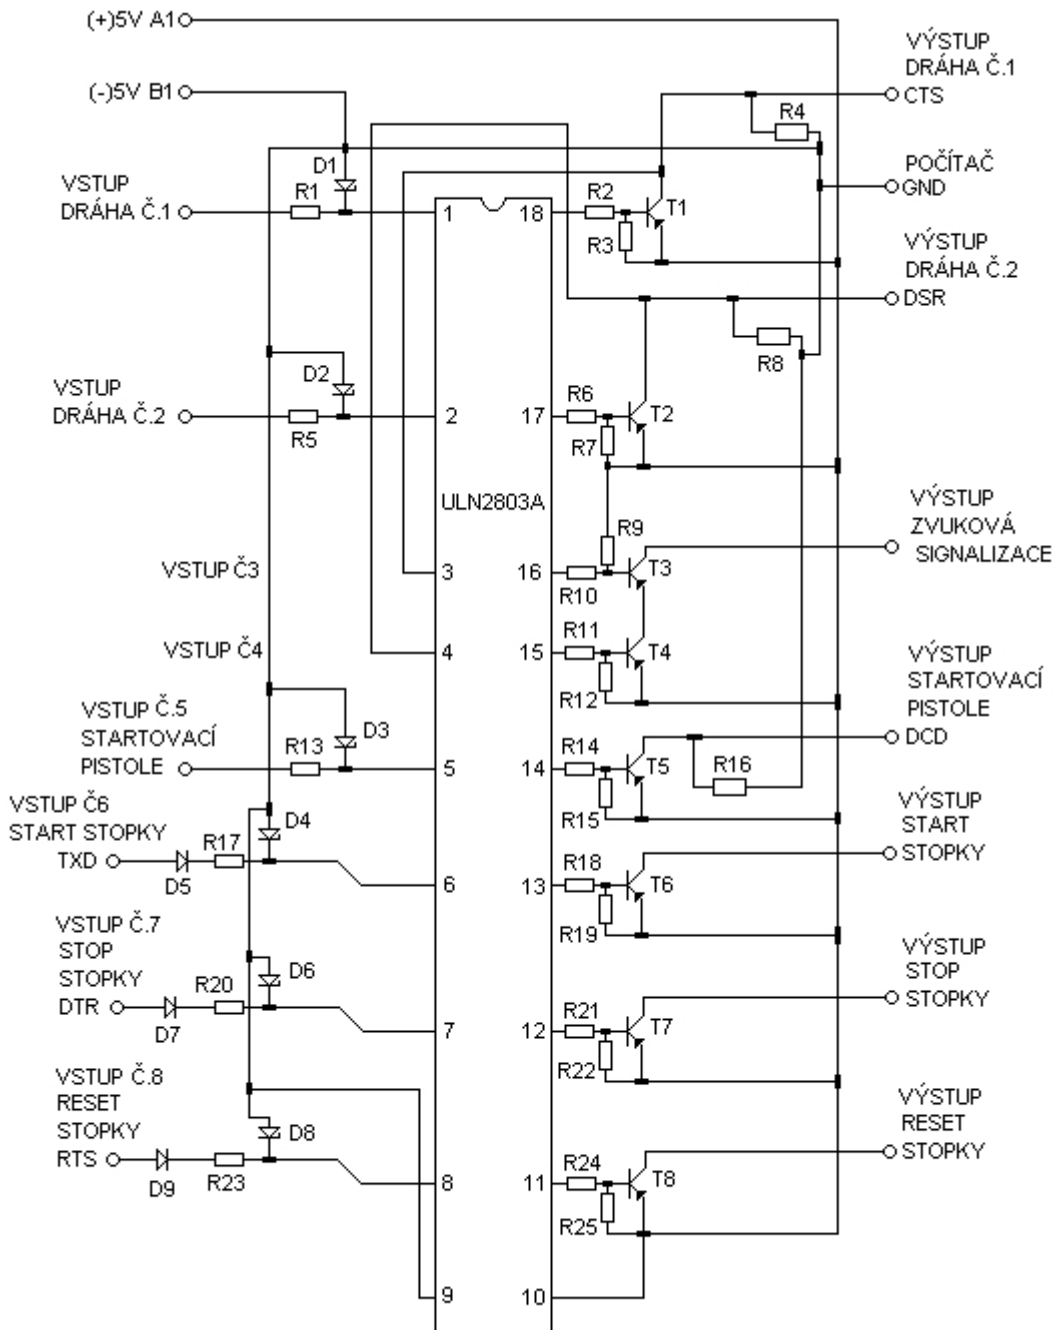 (+)5V A1
(-)5V B1
VÝSTUP
DRÁHA Č.1
CTS
R4
POČÍTAČ
GND
D1
VSTUP
DRÁHA Č.1
R1
1
18
R2
R3
T1
VÝSTUP
DRÁHA Č.2
DSR
R8
D2
VSTUP
DRÁHA Č.2
R5
2
17
R6
R7
T2
ULN2803A
VÝSTUP
ZVUKOVÁ
SIGNALIZACE
R9
VSTUP Č3
3
16
R10
T3
VSTUP Č4
4
15
R11
R12
T4
VÝSTUP
STARTOVACÍ
PISTOLE
DCD
VSTUP Č.5
STARTOVACÍ
PISTOLE
R13
D3
5
14
R14
R15
T5
R16
VSTUP Č6
START STOPKY
TXD
D5
R17
D4
6
13
R18
R19
T6
VÝSTUP
START
STOPKY
VSTUP Č.7
STOP
STOPKY
DTR
D7
R20
D6
7
12
R21
R22
T7
VÝSTUP
STOP
STOPKY
VSTUP Č.8
RESET
STOPKY
RTS
D9
R23
D8
8
11
R24
R25
T8
VÝSTUP
RESET
STOPKY
9
10